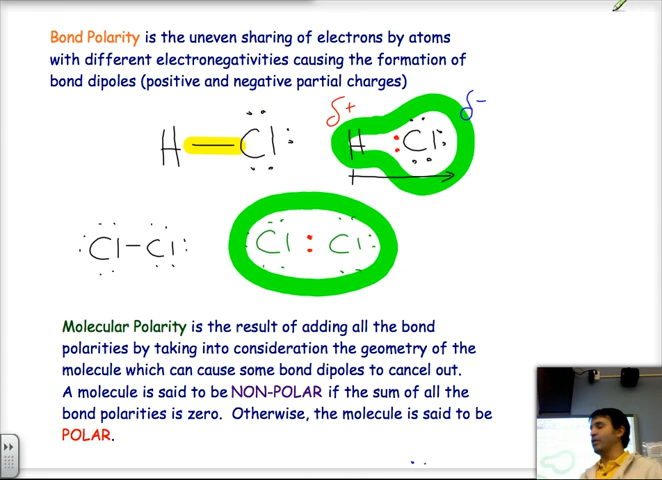 Bond Polarity is the uneven sharing of electrons by atoms
with different electronegativities causing the formation of
bond dipoles (positive and negative partial charges)
δ+ δ-
H — Cl H : Cl
Cl — Cl Cl : Cl
Molecular Polarity is the result of adding all the bond
polarities by taking into consideration the geometry of the
molecule which can cause some bond dipoles to cancel out.
A molecule is said to be NON-POLAR if the sum of all the
bond polarities is zero. Otherwise, the molecule is said to be
POLAR.